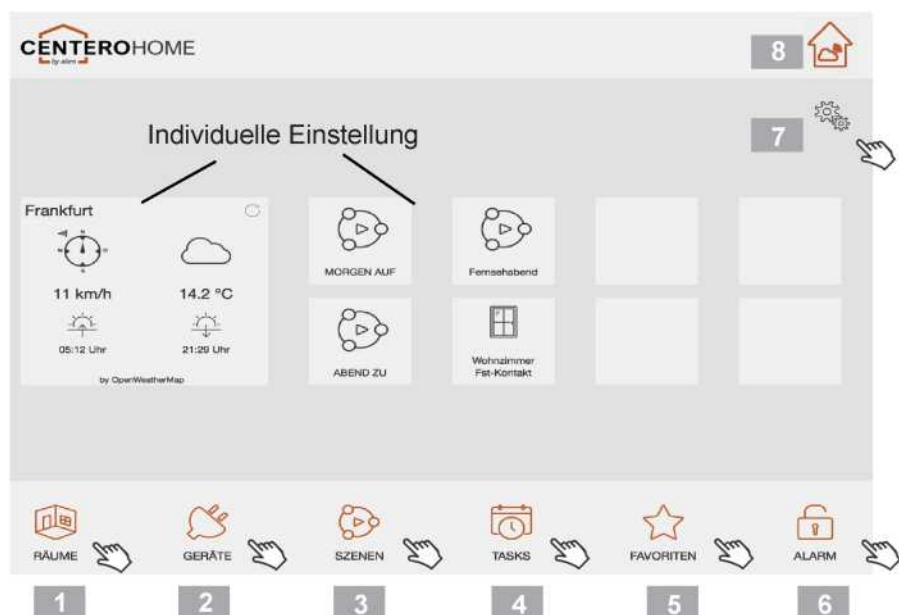 CENTEROHOME
by elero
8
7
Individuelle Einstellung
Frankfurt
11 km/h
14.2 °C
05:12 Uhr
21:29 Uhr
by OpenWeatherMap
MORGEN AUF
Fernsehabend
ABEND ZU
Wohnzimmer
Fst-Kontakt
RÄUME
GERÄTE
SZENEN
TASKS
FAVORITEN
ALARM
1
2
3
4
5
6